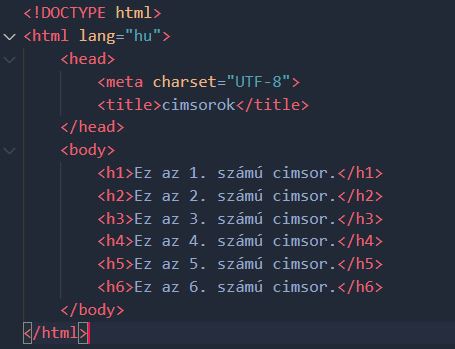 <!DOCTYPE html>
<html lang="hu">
<head>
<meta charset="UTF-8">
<title>cimsorok</title>
</head>
<body>
<h1>Ez az 1. számú cimsor.</h1>
<h2>Ez az 2. számú cimsor.</h2>
<h3>Ez az 3. számú cimsor.</h3>
<h4>Ez az 4. számú cimsor.</h4>
<h5>Ez az 5. számú cimsor.</h5>
<h6>Ez az 6. számú cimsor.</h6>
</body>
</html>